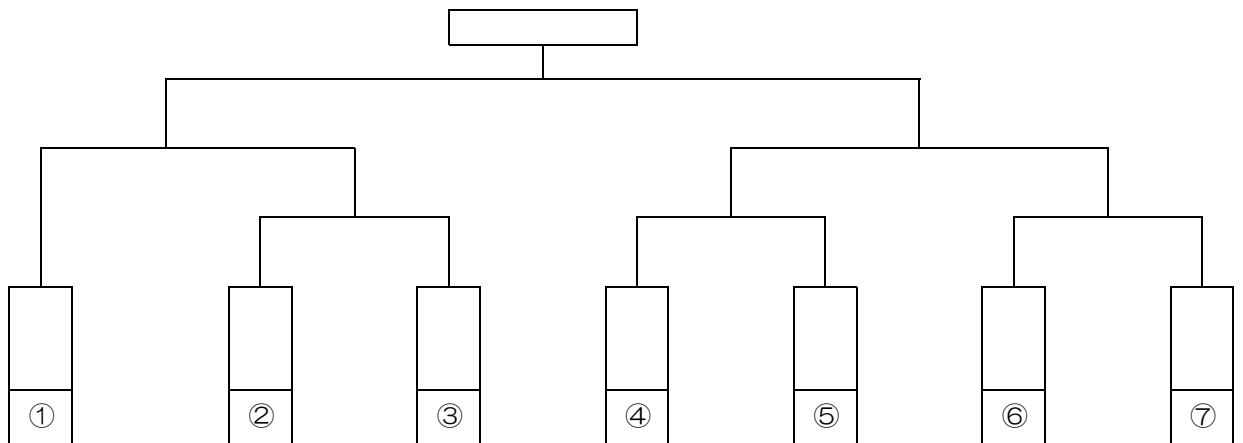 ① ② ③ ④ ⑤ ⑥ ⑦